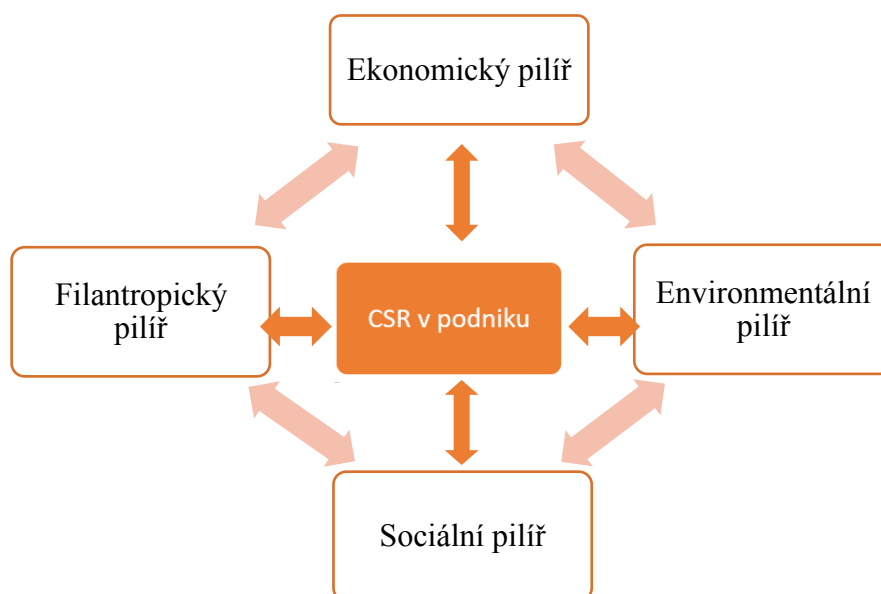 Ekonomický pilíř
Filantropický
pilíř
CSR v podniku
Environmentální
pilíř
Sociální pilíř